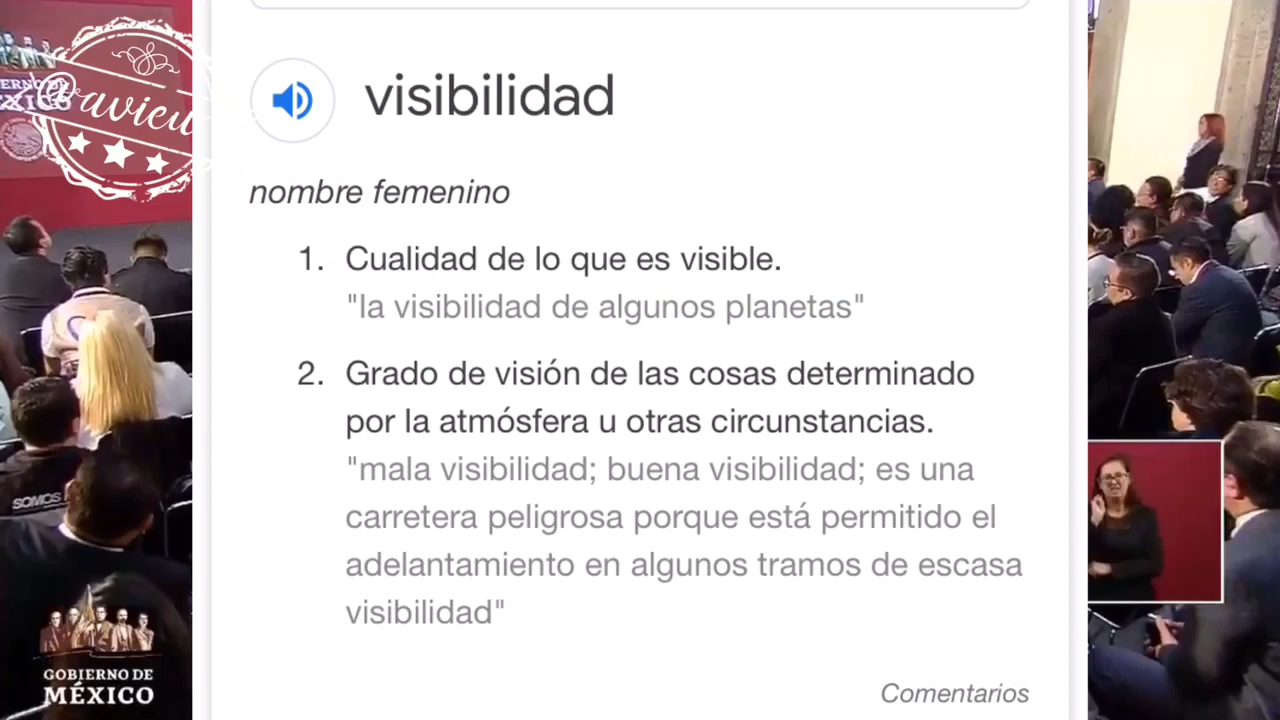 visibilidad
nombre femenino
1. Cualidad de lo que es visible.
"la visibilidad de algunos planetas"
2. Grado de visión de las cosas determinado
por la atmósfera u otras circunstancias.
"mala visibilidad; buena visibilidad; es una
carretera peligrosa porque está permitido el
adelantamiento en algunos tramos de escasa
visibilidad"
Comentarios
SOMOS
GOBIERNO DE
MÉXICO